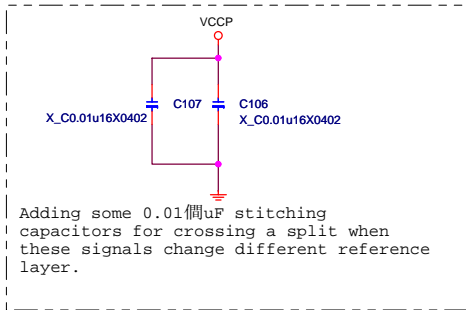 VCCP
C107 C106
X_C0.01u16X0402 X_C0.01u16X0402
Adding some 0.01僩uF stitching
capacitors for crossing a split when
these signals change different reference
layer.